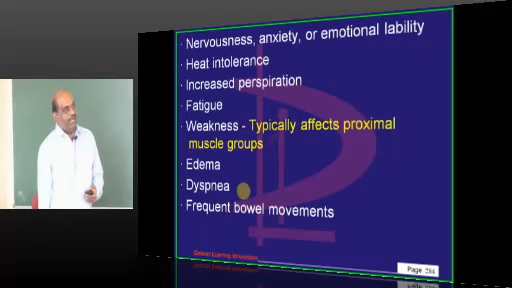 · Nervousness, anxiety, or emotional lability
· Heat intolerance
· Increased perspiration
· Fatigue
· Weakness - Typically affects proximal
muscle groups
· Edema
· Dyspnea
· Frequent bowel movements
Page